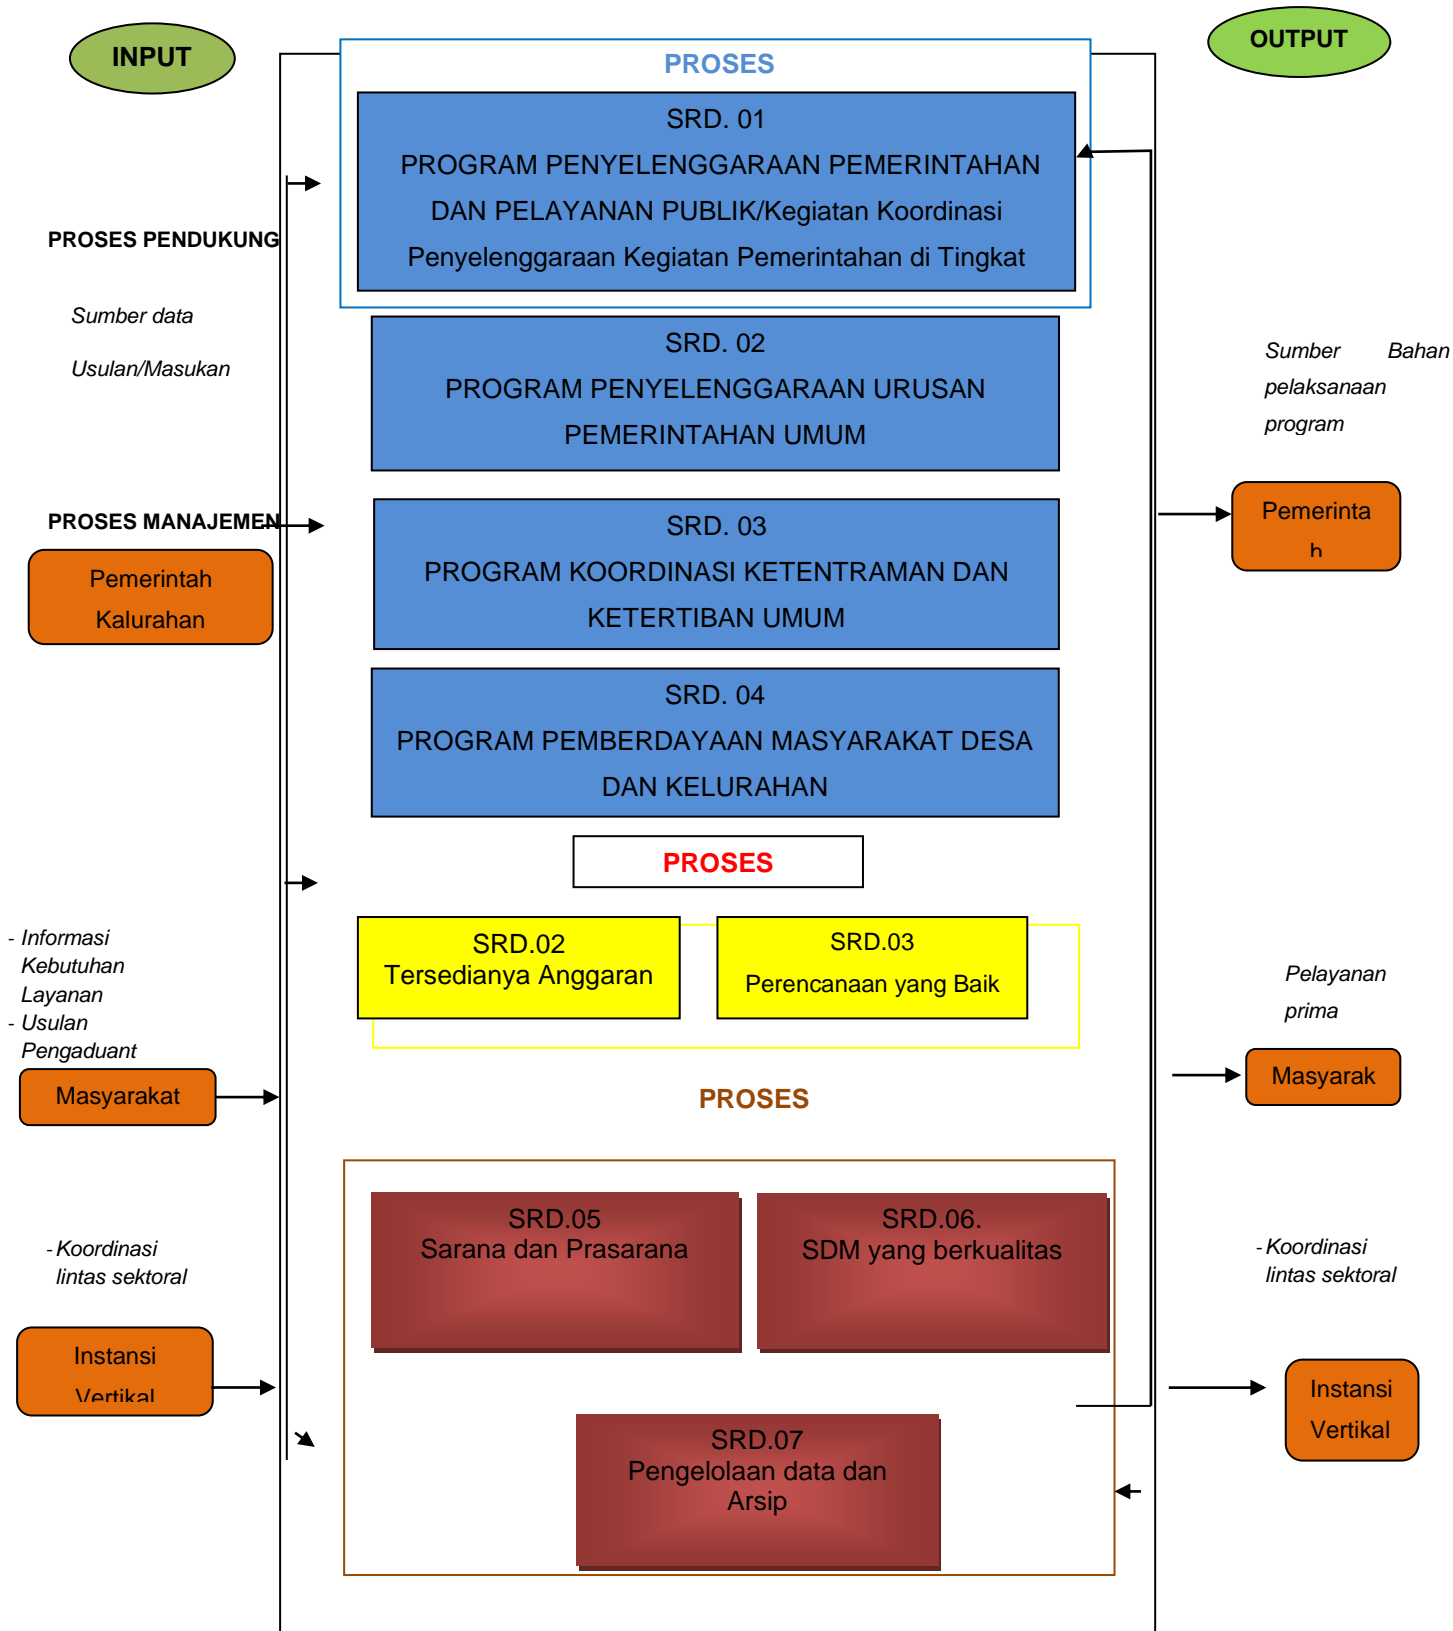 INPUT
OUTPUT
PROSES
SRD. 01
PROGRAM PENYELENGGARAAN PEMERINTAHAN
DAN PELAYANAN PUBLIK/Kegiatan Koordinasi
Penyelenggaraan Kegiatan Pemerintahan di Tingkat
PROSES PENDUKUNG
Sumber data
Usulan/Masukan
SRD. 02
PROGRAM PENYELENGGARAAN URUSAN
PEMERINTAHAN UMUM
Sumber Bahan
pelaksanaan
program
PROSES MANAJEMEN
Pemerintah
Kalurahan
SRD. 03
PROGRAM KOORDINASI KETENTRAMAN DAN
KETERTIBAN UMUM
Pemerinta
h
SRD. 04
PROGRAM PEMBERDAYAAN MASYARAKAT DESA
DAN KELURAHAN
PROSES
- Informasi
Kebutuhan
Layanan
- Usulan
Pengaduant
Masyarakat
SRD.02
Tersedianya Anggaran
SRD.03
Perencanaan yang Baik
Pelayanan
prima
Masyarak
PROSES
- Koordinasi
lintas sektoral
Instansi
Vertikal
SRD.05
Sarana dan Prasarana
SRD.06.
SDM yang berkualitas
SRD.07
Pengelolaan data dan
Arsip
- Koordinasi
lintas sektoral
Instansi
Vertikal